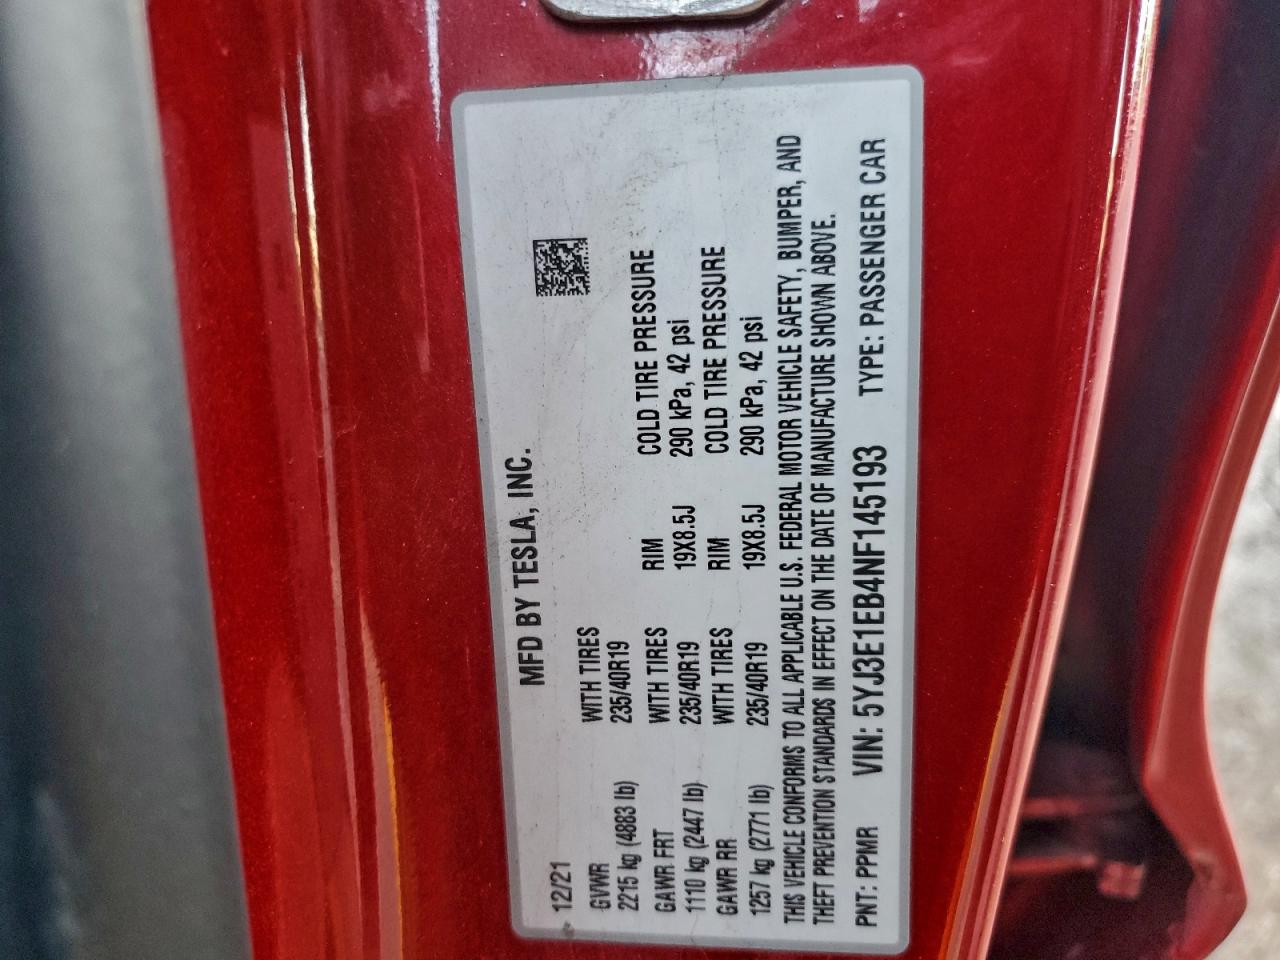 MFD BY TESLA, INC.
12/21
GVWR WITH TIRES
2215 kg (4883 lb) 235/40R19
GAWR FRT WITH TIRES RIM COLD TIRE PRESSURE
1110 kg (2447 lb) 235/40R19 19X8.5J 290 kPa, 42 psi
GAWR RR WITH TIRES RIM COLD TIRE PRESSURE
1257 kg (2771 lb) 235/40R19 19X8.5J 290 kPa, 42 psi
THIS VEHICLE CONFORMS TO ALL APPLICABLE U.S. FEDERAL MOTOR VEHICLE SAFETY, BUMPER, AND
THEFT PREVENTION STANDARDS IN EFFECT ON THE DATE OF MANUFACTURE SHOWN ABOVE.
PNT: PPMR VIN: 5YJ3E1EB4NF145193 TYPE: PASSENGER CAR